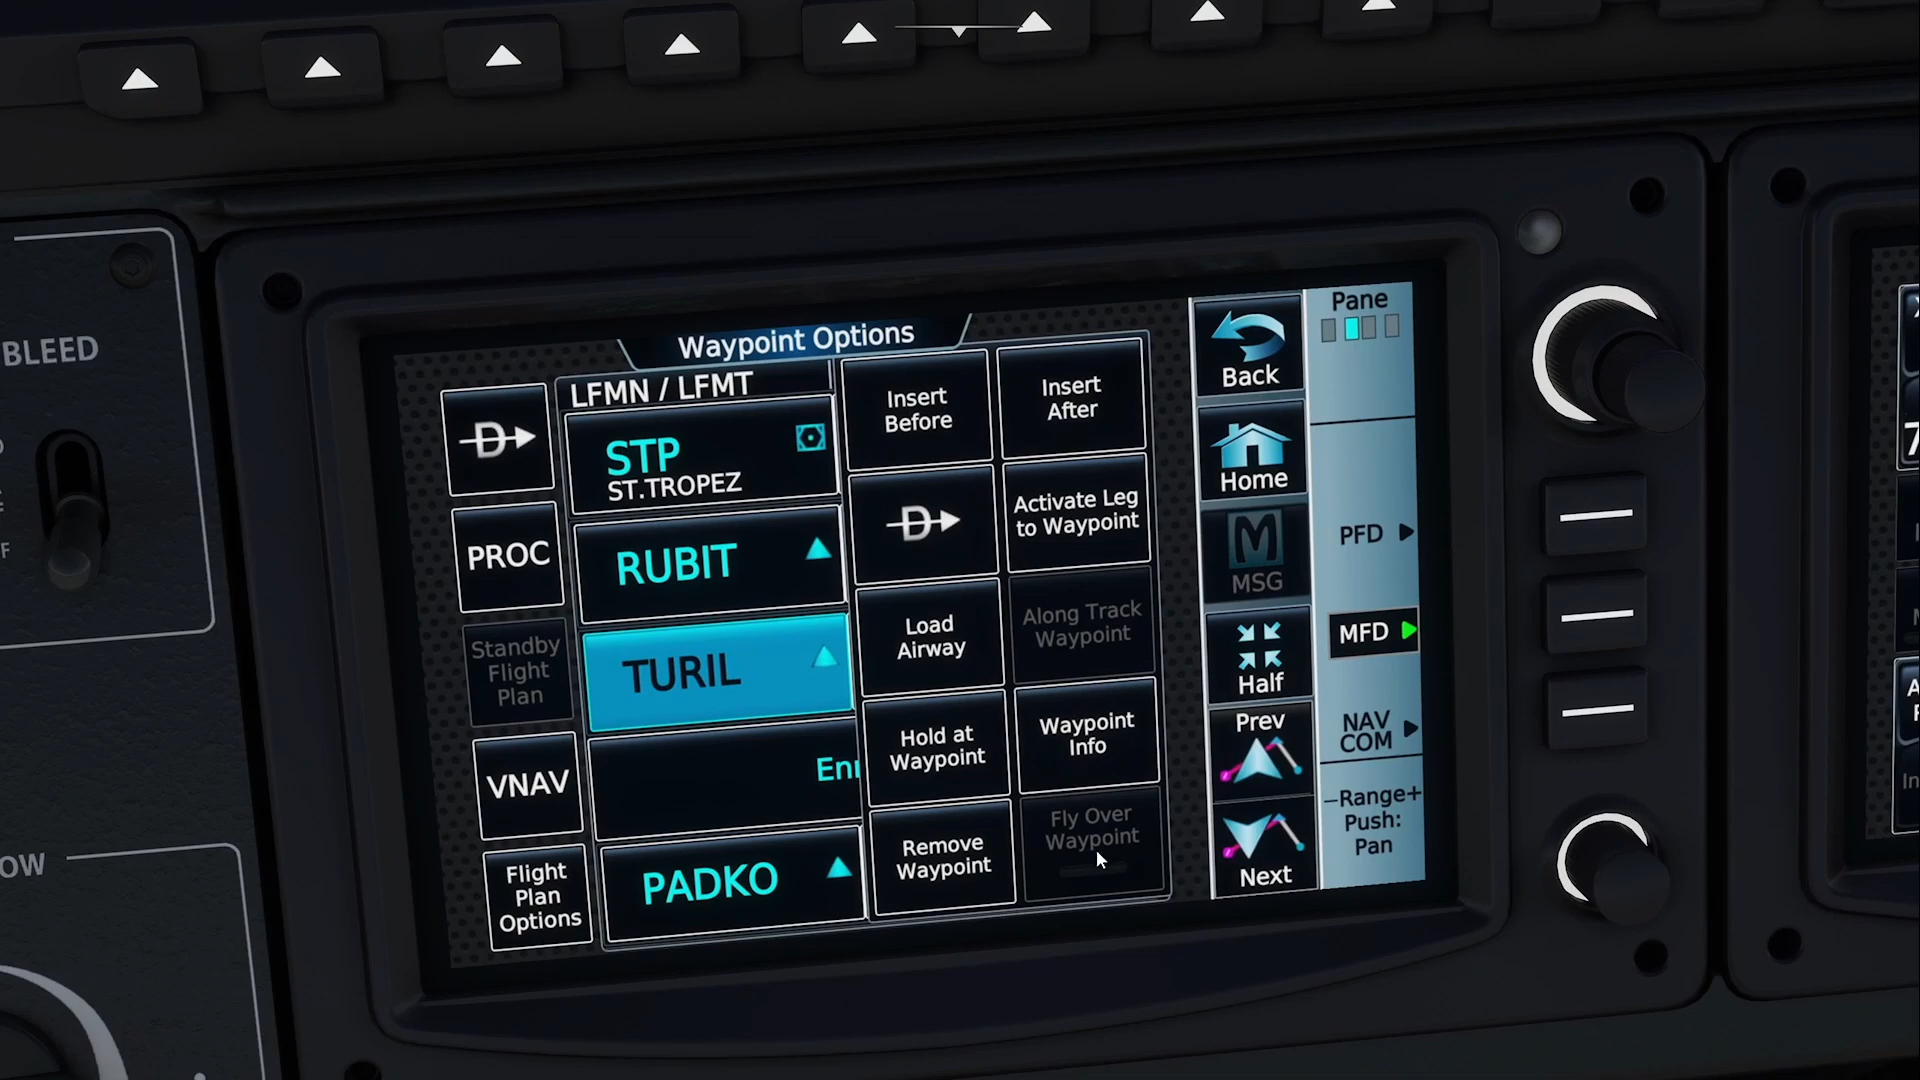 BLEED
OW
Waypoint Options
LFMN / LFMT
D
PROC
Standby
Flight
Plan
VNAV
Flight
Plan
Options
STP
ST.TROPEZ
RUBIT
TURIL
Enr
PADKO
Insert
Before
Insert
After
D
Activate Leg
to Waypoint
Load
Airway
Along Track
Waypoint
Hold at
Waypoint
Waypoint
Info
Remove
Waypoint
Fly Over
Waypoint
Back
Home
M
MSG
Half
Prev
Next
Pane
PFD
MFD
NAV
COM
−Range+
Push:
Pan
7